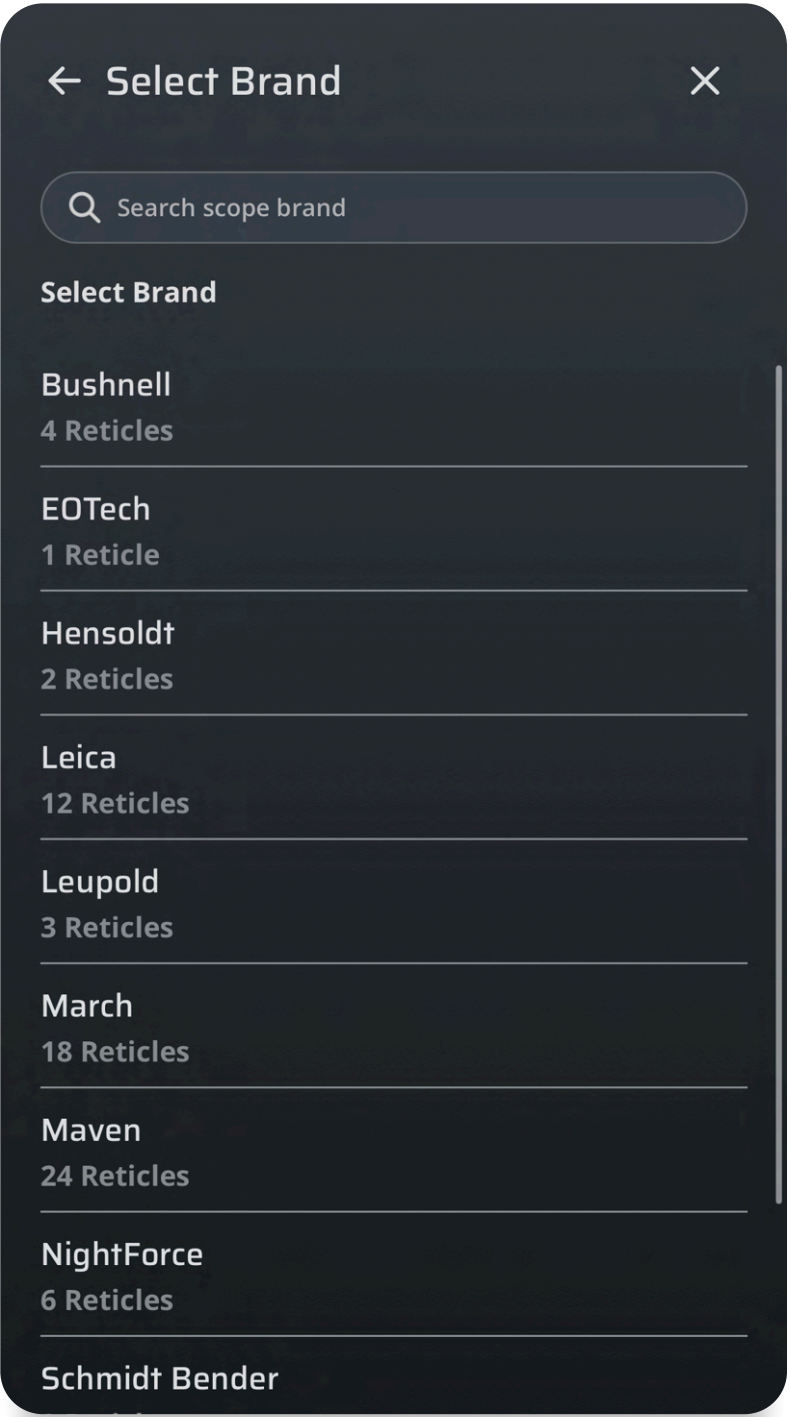 Select Brand
Search scope brand
Select Brand
Bushnell
4 Reticles
EOTech
1 Reticle
Hensoldt
2 Reticles
Leica
12 Reticles
Leupold
3 Reticles
March
18 Reticles
Maven
24 Reticles
NightForce
6 Reticles
Schmidt Bender